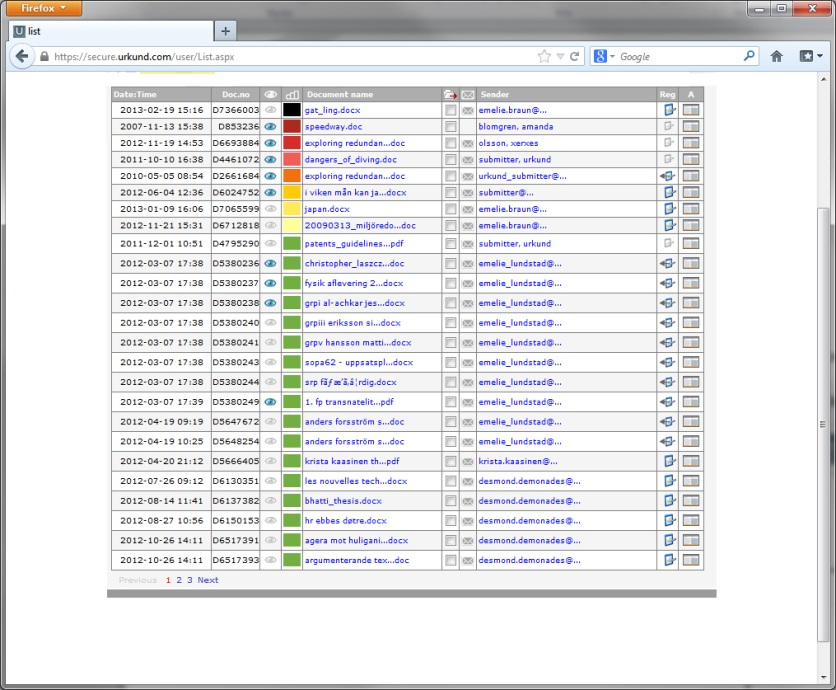 Firefox
list
https://secure.urkund.com/user/List.aspx
Google
Date:Time Doc.no Document name Sender Reg A
2013-02-19 15:16 D7366003 gat_ling.docx emelie.braun@...
2007-11-13 15:38 D853236 speedway.doc blomgren, amanda
2012-11-19 14:53 D6693884 exploring redundan...doc olsson, xerxes
2011-10-10 16:38 D4461072 dangers_of_diving.doc submitter, urkund
2010-05-05 08:54 D2661684 exploring redundan...doc urkund_submitter@...
2012-06-04 12:36 D6024752 i viken mån kan ja...docx submitter@...
2013-01-09 16:06 D7065599 japan.docx emelie.braun@...
2012-11-21 15:31 D6712818 20090313_miljöredo...doc emelie.braun@...
2011-12-01 10:51 D4795290 patents_guidelines...pdf submitter, urkund
2012-03-07 17:38 D5380236 christopher_laszcz...doc emelie_lundstad@...
2012-03-07 17:38 D5380237 fysik aflevering 2...doc emelie_lundstad@...
2012-03-07 17:38 D5380238 grpi al-achkar jes...docx emelie_lundstad@...
2012-03-07 17:38 D5380240 grpiii eriksson si...docx emelie_lundstad@...
2012-03-07 17:38 D5380241 grpv hansson matti...docx emelie_lundstad@...
2012-03-07 17:38 D5380243 sopa62 - uppsatspl...docx emelie_lundstad@...
2012-03-07 17:38 D5380244 srp emelie_lundstad@...
2012-03-07 17:39 D5380249 1. fp transnatelit...pdf emelie_lundstad@...
2012-04-19 09:19 D5647672 anders forsström s...doc emelie_lundstad@...
2012-04-19 10:25 D5648254 anders forsström s...doc emelie_lundstad@...
2012-04-20 21:12 D5666405 krista kaasinen th...pdf krista.kaasinen@...
2012-07-26 09:12 D6130351 les nouvelles tech...docx desmond.demonades@...
2012-08-14 11:41 D6137382 bhatti_thesis.docx desmond.demonades@...
2012-08-27 10:56 D6150153 hr ebbes døtre.docx desmond.demonades@...
2012-10-26 14:11 D6517391 agera mot huligani...docx desmond.demonades@...
2012-10-26 14:11 D6517393 argumenterande tex...doc desmond.demonades@...
Previous 1 2 3 Next